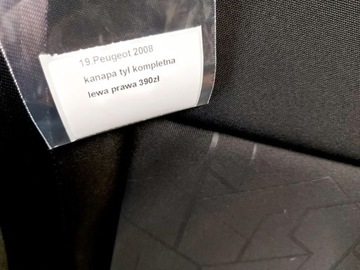 19.Peugeot 2008
kanapa tył kompletna
lewa prawa 390zł